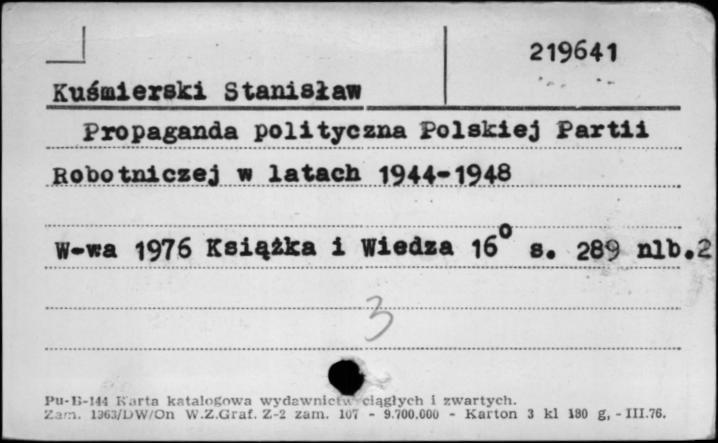 219641
Kuśmierski Stanisław
Propaganda polityczna Polskiej Partii
Robotniczej w latach 1944-1948
W-wa 1976 Książka i Wiedza 16° s. 289 nlb.2
3
Pu-B-144 Karta katalogowa wydawnictw ciągłych i zwartych.
Zam. 1363/DW/On W.Z.Graf. Z-2 zam. 107 - 9.700.000 - Karton 3 kl 180 g, - III.76.